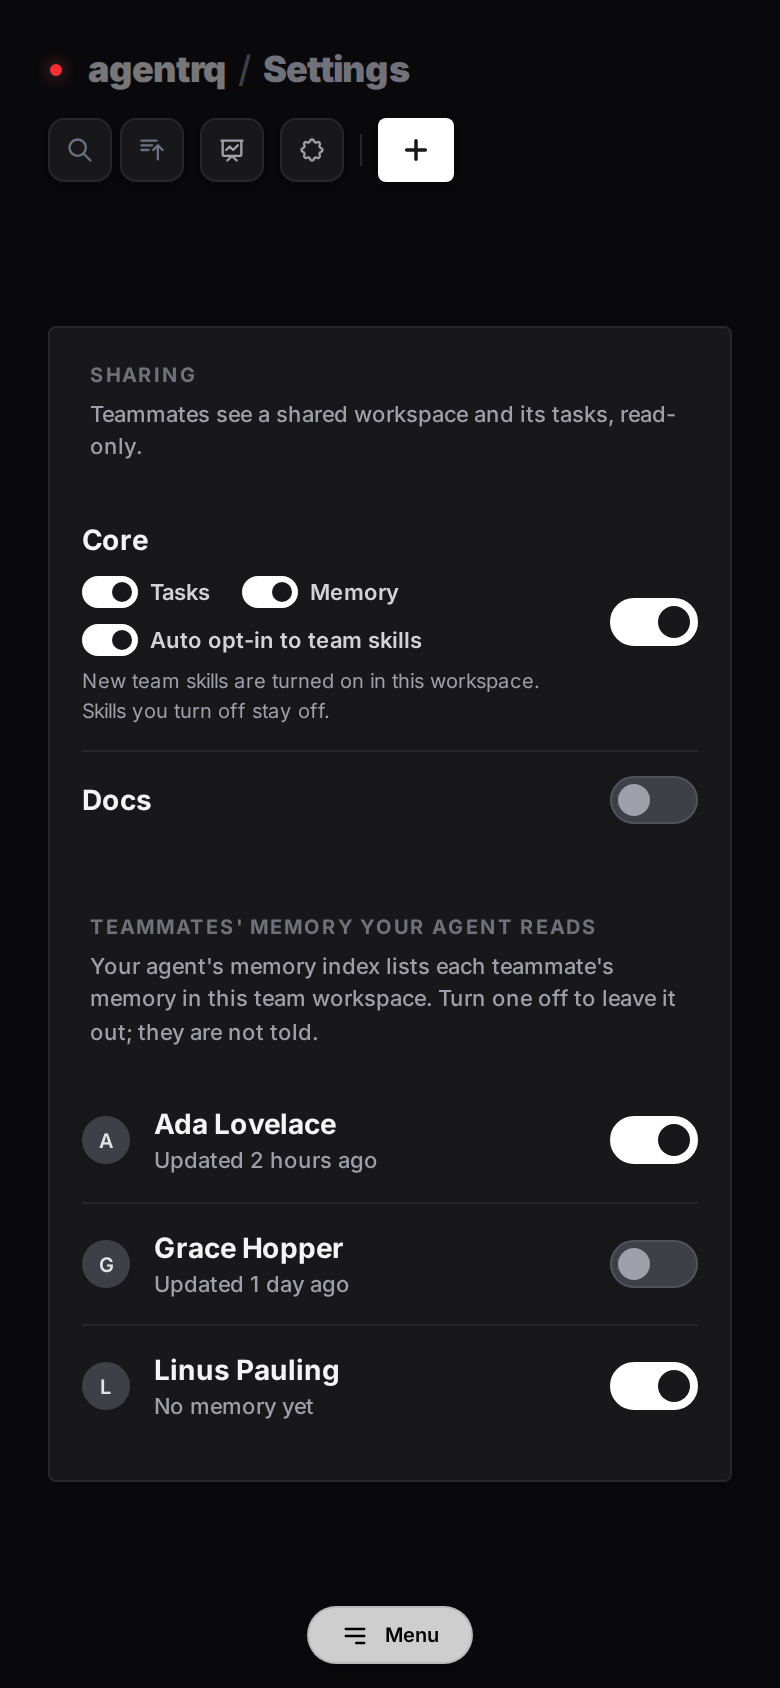 agentrq / Settings
SHARING
Teammates see a shared workspace and its tasks, read-
only.
Core
Tasks Memory
Auto opt-in to team skills
New team skills are turned on in this workspace.
Skills you turn off stay off.
Docs
TEAMMATES' MEMORY YOUR AGENT READS
Your agent's memory index lists each teammate's
memory in this team workspace. Turn one off to leave it
out; they are not told.
A
Ada Lovelace
Updated 2 hours ago
G
Grace Hopper
Updated 1 day ago
L
Linus Pauling
No memory yet
Menu